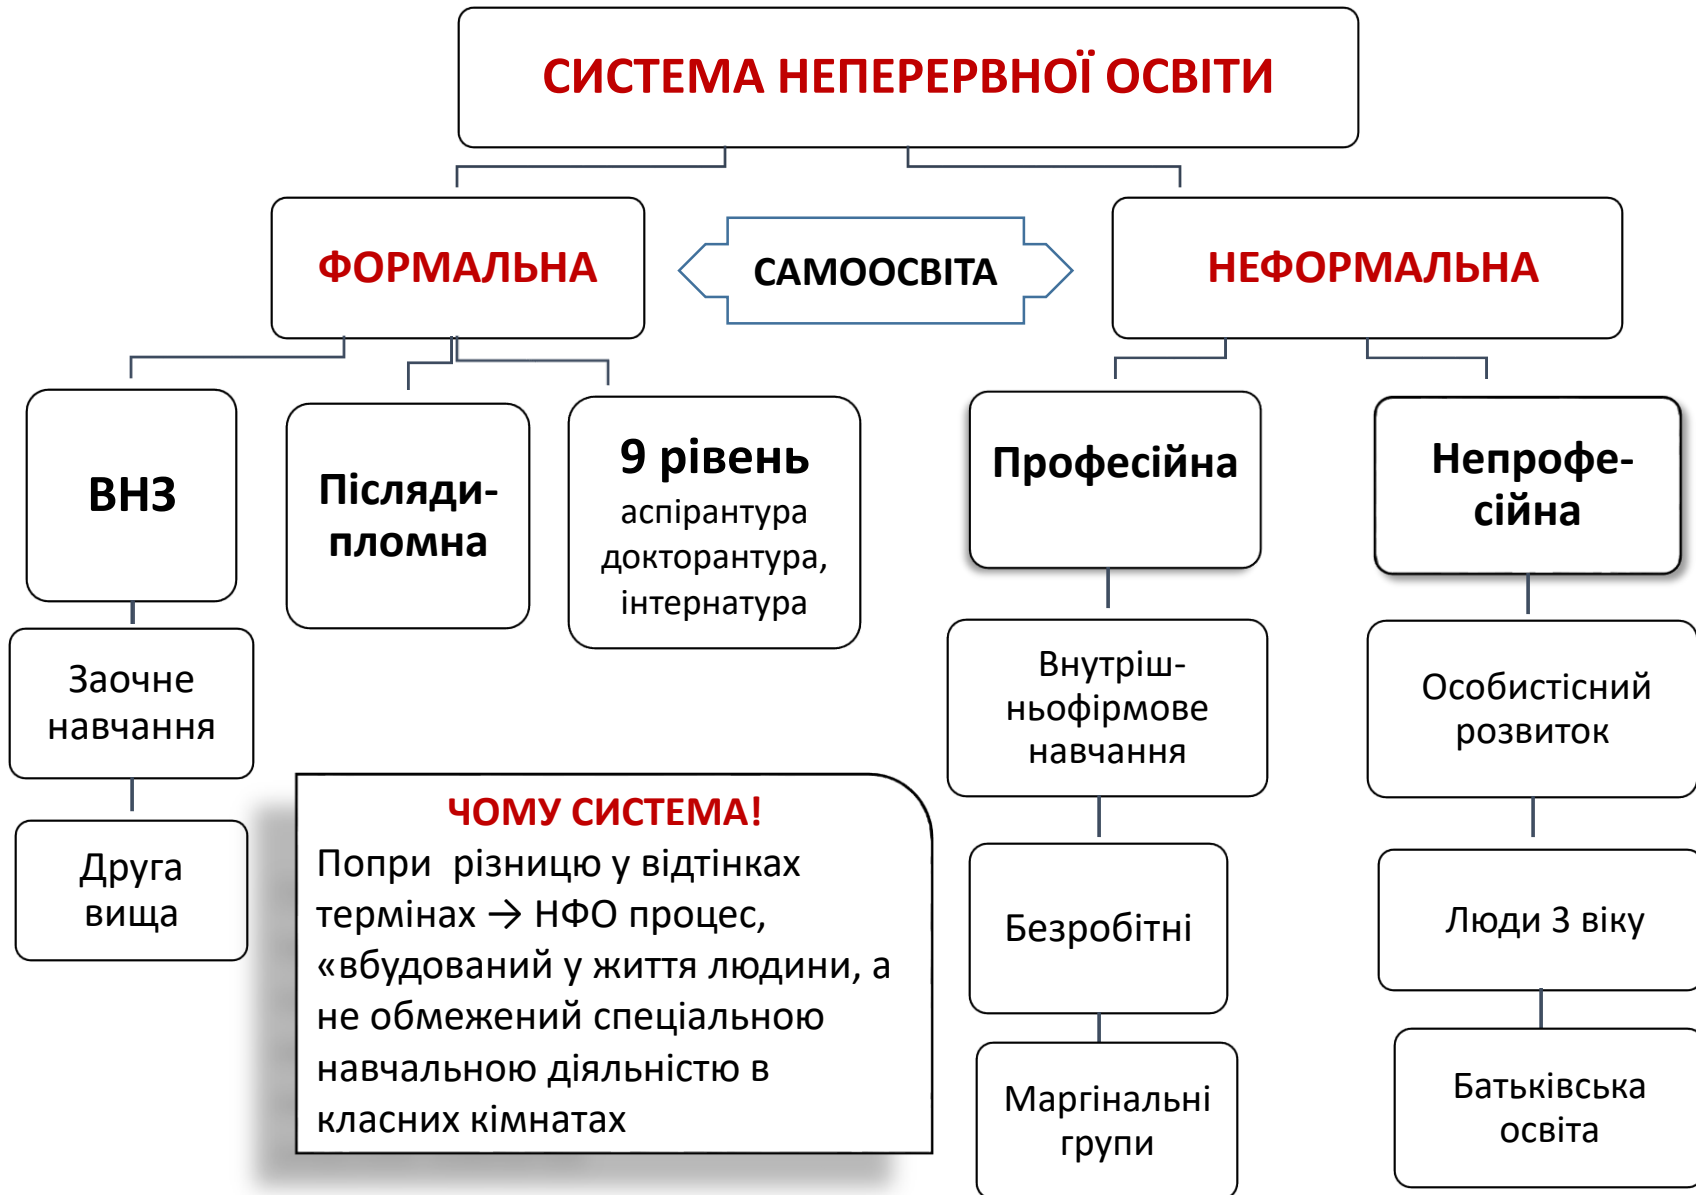 СИСТЕМА НЕПЕРЕРВНОЇ ОСВІТИ
ФОРМАЛЬНА
САМООСВІТА
НЕФОРМАЛЬНА
ВНЗ
Післяди-
пломна
9 рівень
аспірантура
докторантура,
інтернатура
Професійна
Непрофе-
сійна
Заочне
навчання
Друга
вища
Внутріш-
ньофірмове
навчання
Безробітні
Маргінальні
групи
Особистісний
розвиток
Люди 3 віку
Батьківська
освіта
ЧОМУ СИСТЕМА!
Попри різницю у відтінках
термінах → НФО процес,
«вбудований у життя людини, а
не обмежений спеціальною
навчальною діяльністю в
класних кімнатах